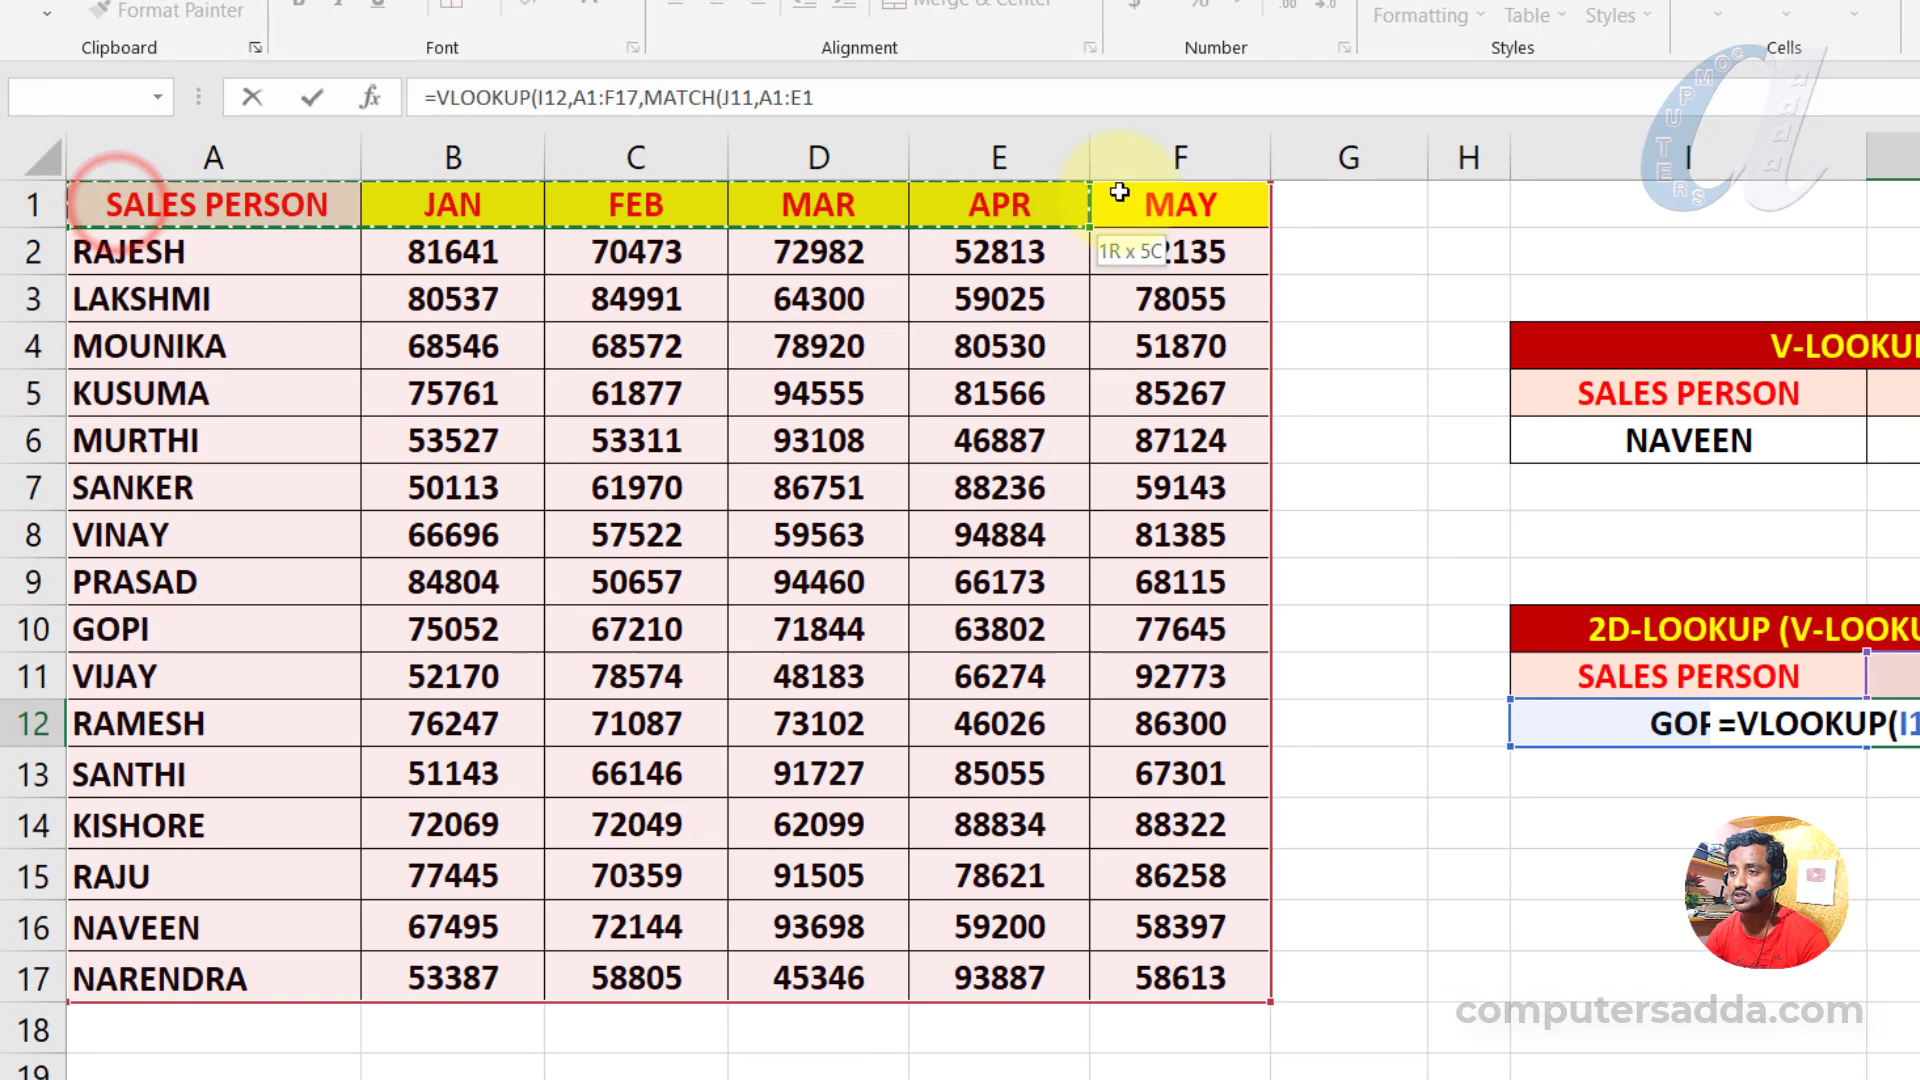 Format Painter
Merge & Center
Formatting Table Styles
Clipboard Font Alignment Number Styles Cells
=VLOOKUP(I12,A1:F17,MATCH(J11,A1:E1
COMPUTERS adda
A B C D E F G H I
1 SALES PERSON JAN FEB MAR APR MAY
2 RAJESH 81641 70473 72982 52813 2135
1R x 5C
3 LAKSHMI 80537 84991 64300 59025 78055
4 MOUNIKA 68546 68572 78920 80530 51870
V-LOOKUP
5 KUSUMA 75761 61877 94555 81566 85267 SALES PERSON
6 MURTHI 53527 53311 93108 46887 87124 NAVEEN
7 SANKER 50113 61970 86751 88236 59143
8 VINAY 66696 57522 59563 94884 81385
9 PRASAD 84804 50657 94460 66173 68115
10 GOPI 75052 67210 71844 63802 77645 2D-LOOKUP (V-LOOKU
11 VIJAY 52170 78574 48183 66274 92773 SALES PERSON
12 RAMESH 76247 71087 73102 46026 86300 GOP =VLOOKUP(I1
13 SANTHI 51143 66146 91727 85055 67301
14 KISHORE 72069 72049 62099 88834 88322
15 RAJU 77445 70359 91505 78621 86258
16 NAVEEN 67495 72144 93698 59200 58397
17 NARENDRA 53387 58805 45346 93887 58613
computersadda.com
18
19